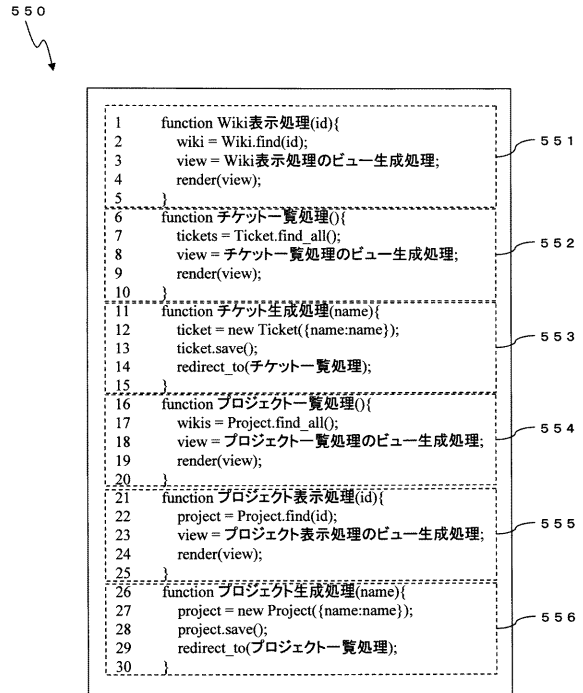 ５５０
1 function Wiki表示処理(id){
2 wiki = Wiki.find(id);
3 view = Wiki表示処理のビュー生成処理;
4 render(view);
5 }
５５１
6 function チケット一覧処理(){
7 tickets = Ticket.find_all();
8 view = チケット一覧処理のビュー生成処理;
9 render(view);
10 }
５５２
11 function チケット生成処理(name){
12 ticket = new Ticket({name:name});
13 ticket.save();
14 redirect_to(チケット一覧処理);
15 }
５５３
16 function プロジェクト一覧処理(){
17 wikis = Project.find_all();
18 view = プロジェクト一覧処理のビュー生成処理;
19 render(view);
20 }
５５４
21 function プロジェクト表示処理(id){
22 project = Project.find(id);
23 view = プロジェクト表示処理のビュー生成処理;
24 render(view);
25 }
５５５
26 function プロジェクト生成処理(name){
27 project = new Project({name:name});
28 project.save();
29 redirect_to(プロジェクト一覧処理);
30 }
５５６